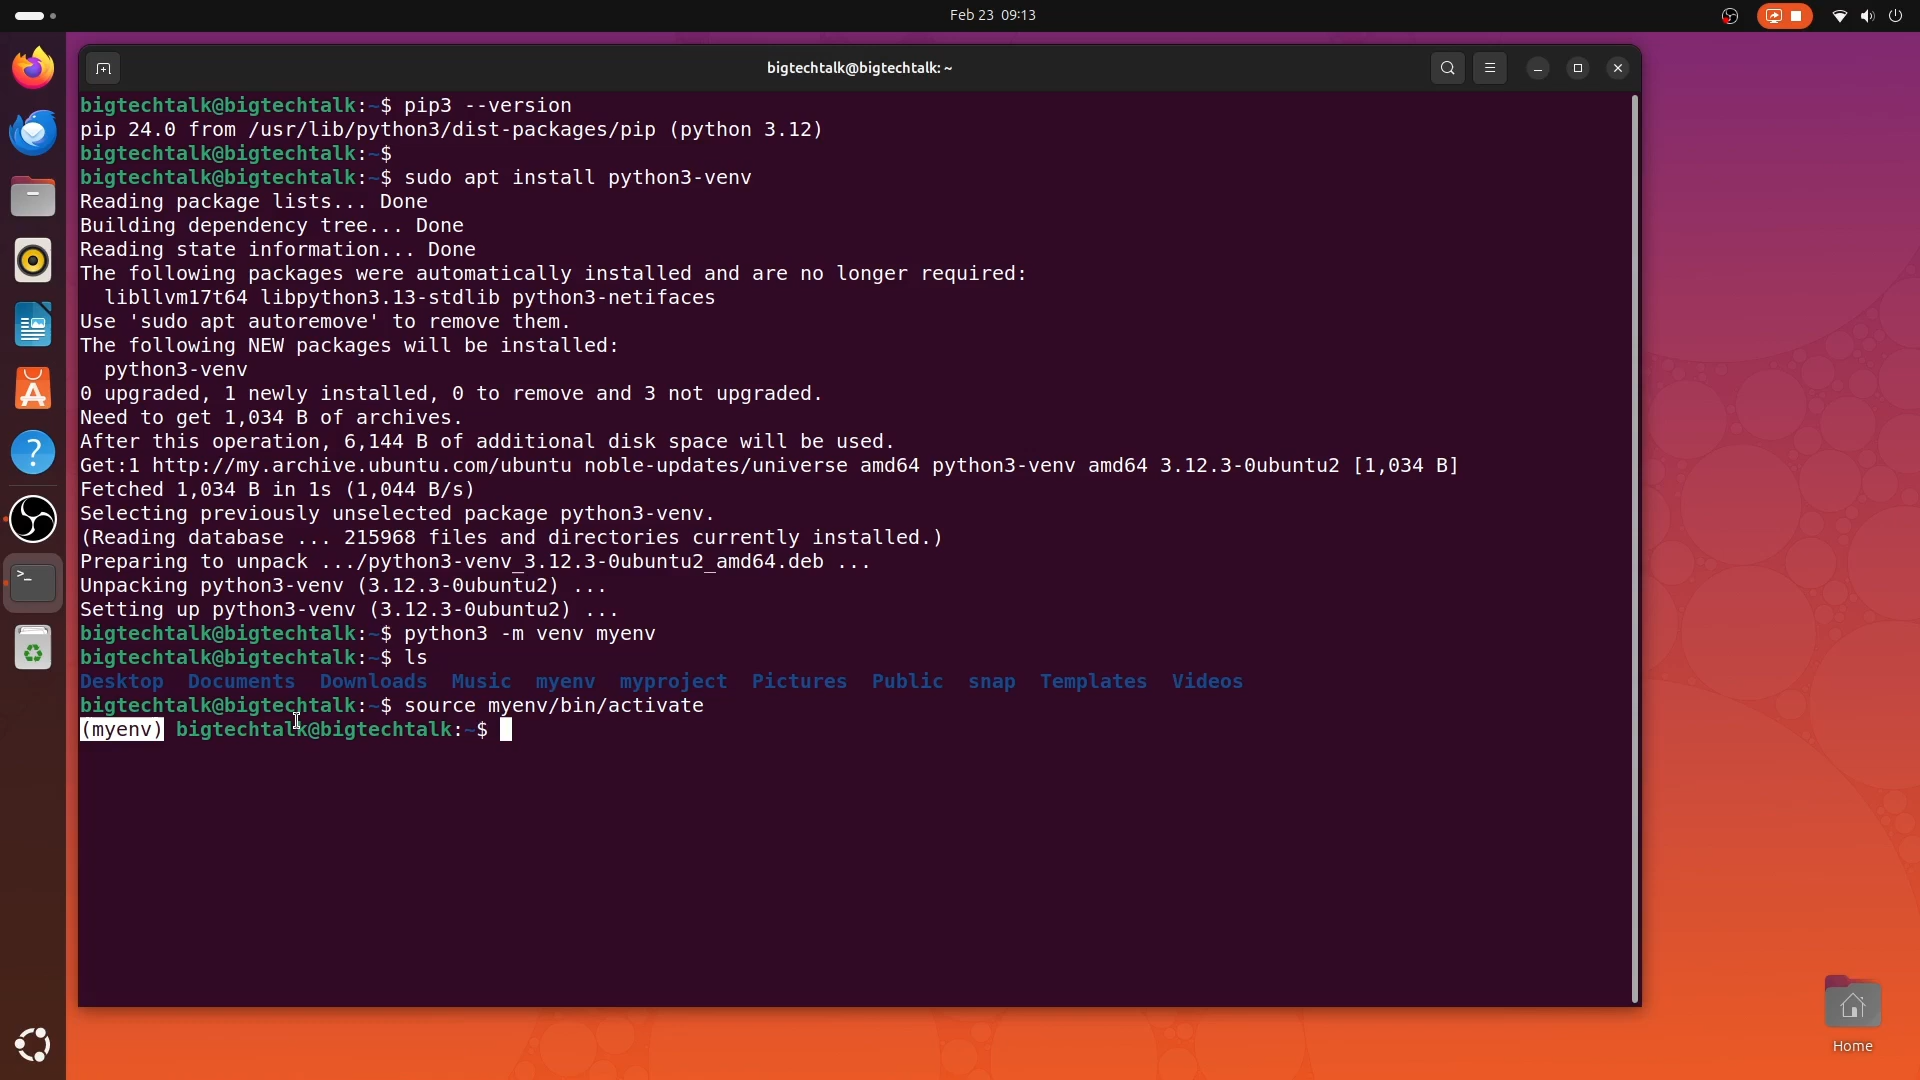 Feb 23 09:13
bigtechtalk@bigtechtalk: ~
bigtechtalk@bigtechtalk:~$ pip3 --version
pip 24.0 from /usr/lib/python3/dist-packages/pip (python 3.12)
bigtechtalk@bigtechtalk:~$
bigtechtalk@bigtechtalk:~$ sudo apt install python3-venv
Reading package lists... Done
Building dependency tree... Done
Reading state information... Done
The following packages were automatically installed and are no longer required:
  libllvm17t64 libpython3.13-stdlib python3-netifaces
Use 'sudo apt autoremove' to remove them.
The following NEW packages will be installed:
  python3-venv
0 upgraded, 1 newly installed, 0 to remove and 3 not upgraded.
Need to get 1,034 B of archives.
After this operation, 6,144 B of additional disk space will be used.
Get:1 http://my.archive.ubuntu.com/ubuntu noble-updates/universe amd64 python3-venv amd64 3.12.3-0ubuntu2 [1,034 B]
Fetched 1,034 B in 1s (1,044 B/s)
Selecting previously unselected package python3-venv.
(Reading database ... 215968 files and directories currently installed.)
Preparing to unpack .../python3-venv_3.12.3-0ubuntu2_amd64.deb ...
Unpacking python3-venv (3.12.3-0ubuntu2) ...
Setting up python3-venv (3.12.3-0ubuntu2) ...
bigtechtalk@bigtechtalk:~$ python3 -m venv myenv
bigtechtalk@bigtechtalk:~$ ls
Desktop  Documents  Downloads  Music  myenv  myproject  Pictures  Public  snap  Templates  Videos
bigtechtalk@bigtechtalk:~$ source myenv/bin/activate
(myenv) bigtechtalk@bigtechtalk:~$
Home